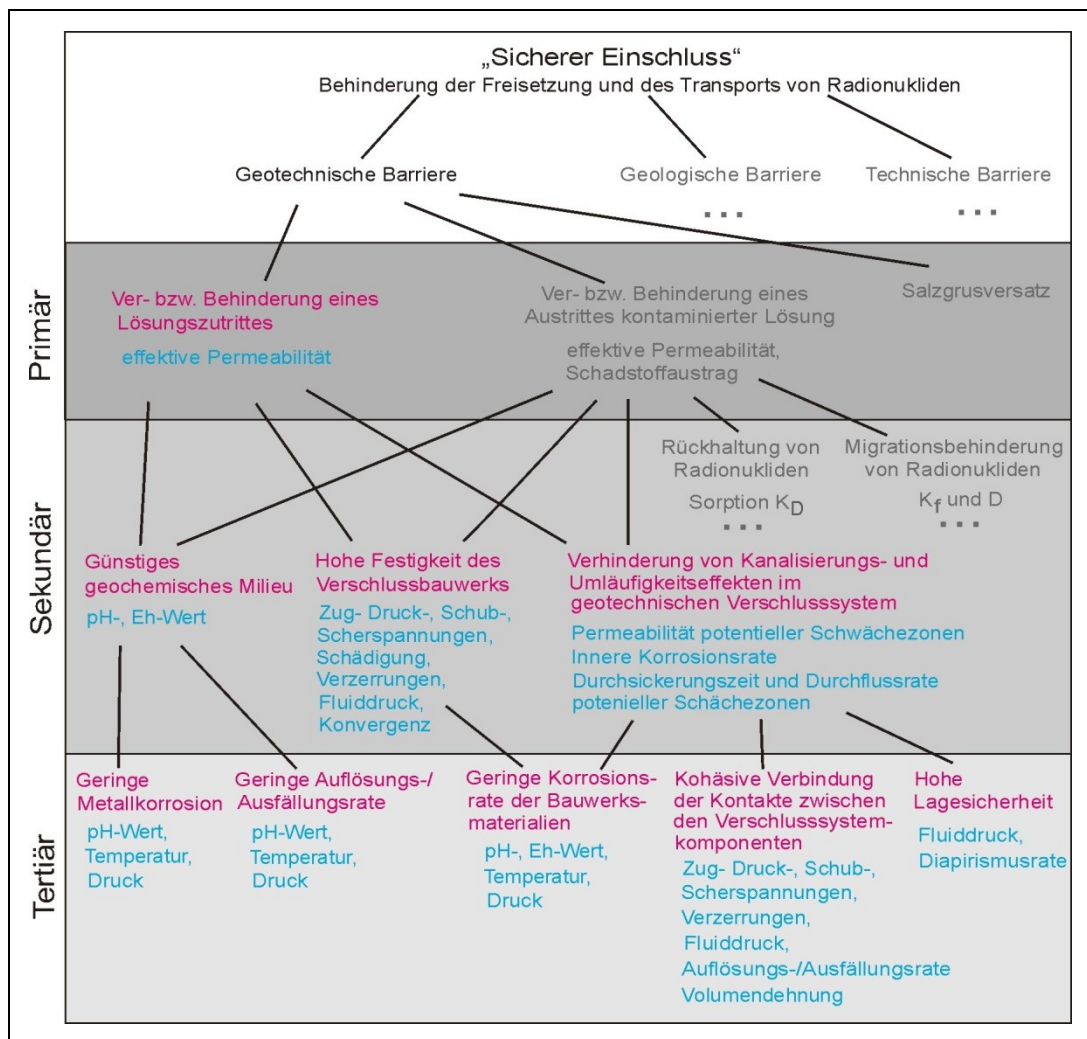 „Sicherer Einschluss“
Behinderung der Freisetzung und des Transports von Radionukliden
Geotechnische Barriere
Geologische Barriere
...
Technische Barriere
...
Primär
Ver- bzw. Behinderung eines
Lösungszutrittes
effektive Permeabilität
Ver- bzw. Behinderung eines
Austrittes kontaminierter Lösung
effektive Permeabilität,
Schadstoffaustrag
Salzgrusversatz
Sekundär
Rückhaltung von
Radionukliden
Sorption KD
...
Migrationsbehinderung
von Radionukliden
Kf und D
...
Günstiges
geochemisches Milieu
pH-, Eh-Wert
Hohe Festigkeit des
Verschlussbauwerks
Zug- Druck-, Schub-,
Scherspannungen,
Schädigung,
Verzerrungen,
Fluiddruck,
Konvergenz
Verhinderung von Kanalisierungs- und
Umläufigkeitseffekten im
geotechnischen Verschlusssystem
Permeabilität potentieller Schwächezonen
Innere Korrosionsrate
Durchsickerungszeit und Durchflussrate
potenieller Schächezonen
Tertiär
Geringe
Metallkorrosion
pH-Wert,
Temperatur,
Druck
Geringe Auflösungs-/
Ausfällungsrate
pH-Wert,
Temperatur,
Druck
Geringe Korrosions-
rate der Bauwerks-
materialien
pH-, Eh-Wert,
Temperatur,
Druck
Kohäsive Verbindung
der Kontakte zwischen
den Verschlusssystem-
komponenten
Zug- Druck-, Schub-,
Scherspannungen,
Verzerrungen,
Fluiddruck,
Auflösungs-/Ausfällungsrate
Volumendehnung
Hohe
Lagesicherheit
Fluiddruck,
Diapirismusrate